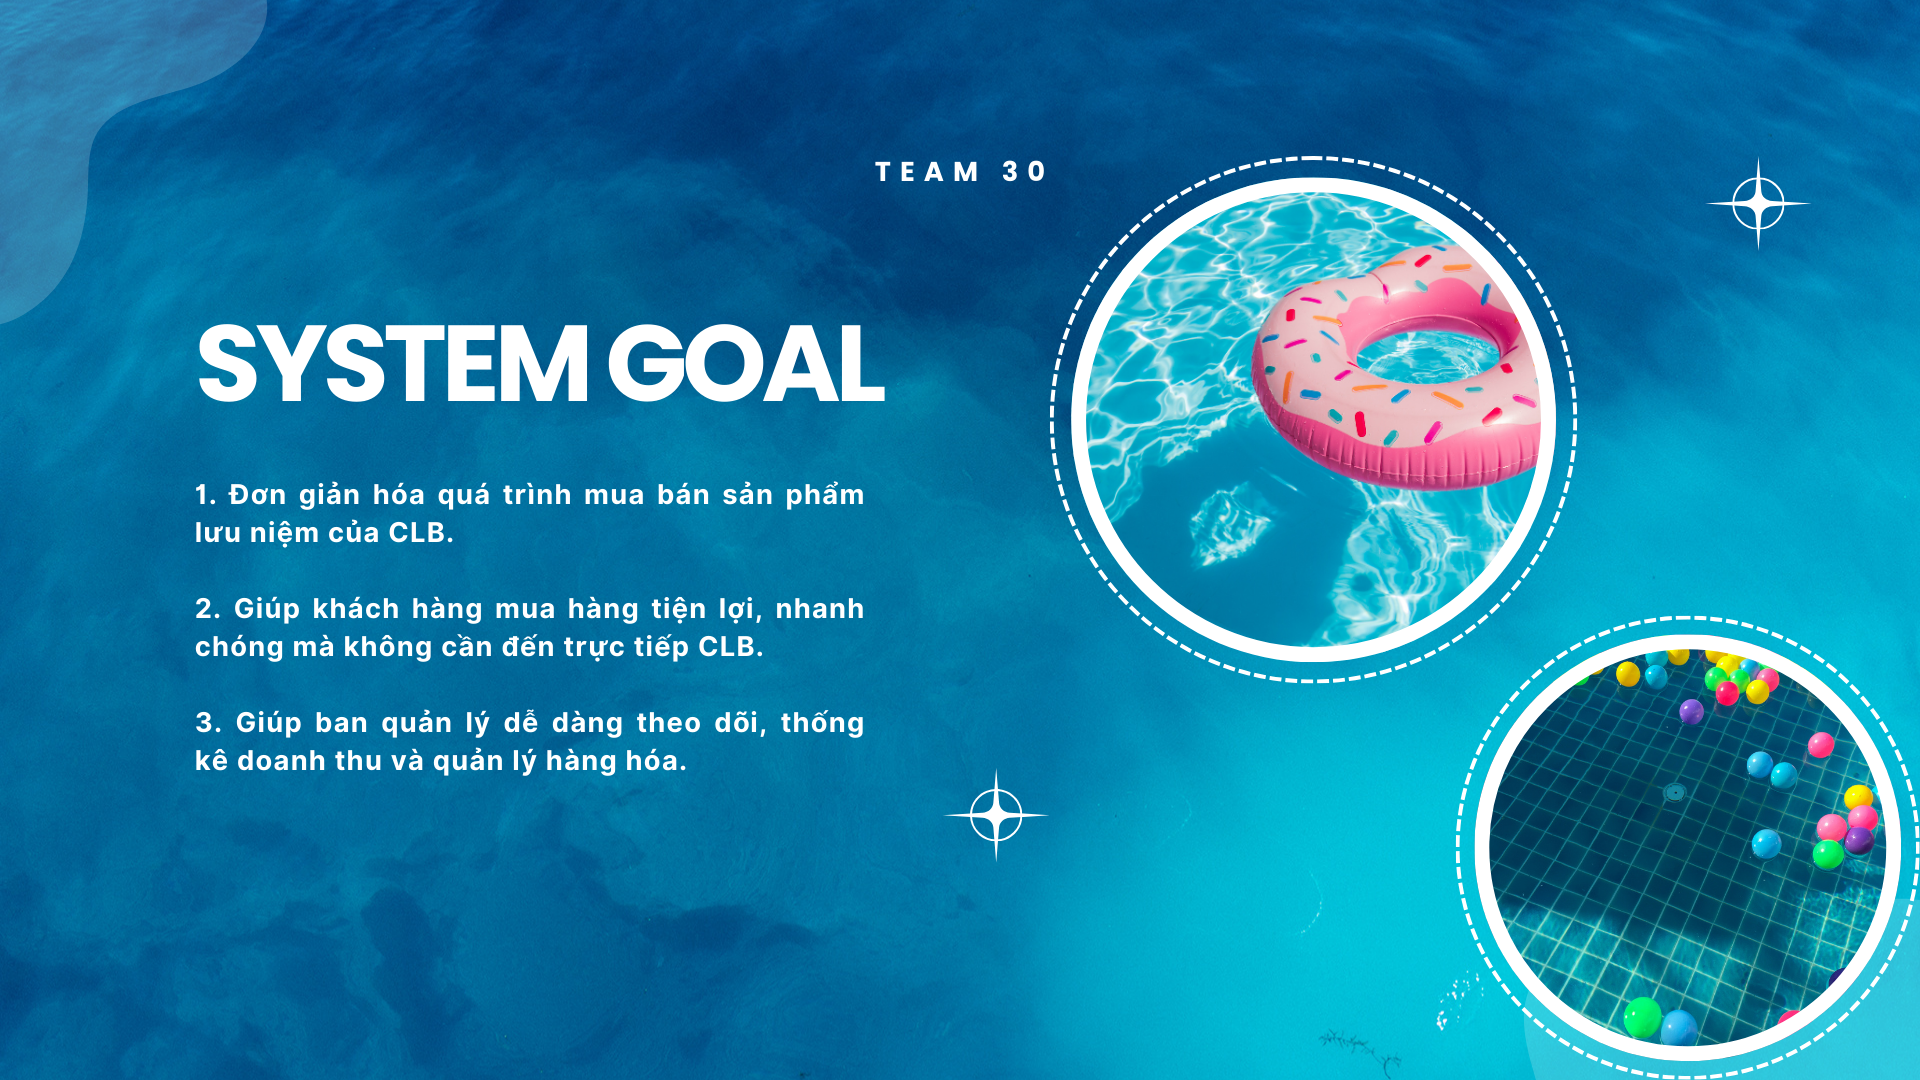 TEAM 30
SYSTEM GOAL
1. Đơn giản hóa quá trình mua bán sản phẩm
lưu niệm của CLB.
2. Giúp khách hàng mua hàng tiện lợi, nhanh
chóng mà không cần đến trực tiếp CLB.
3. Giúp ban quản lý dễ dàng theo dõi, thống
kê doanh thu và quản lý hàng hóa.